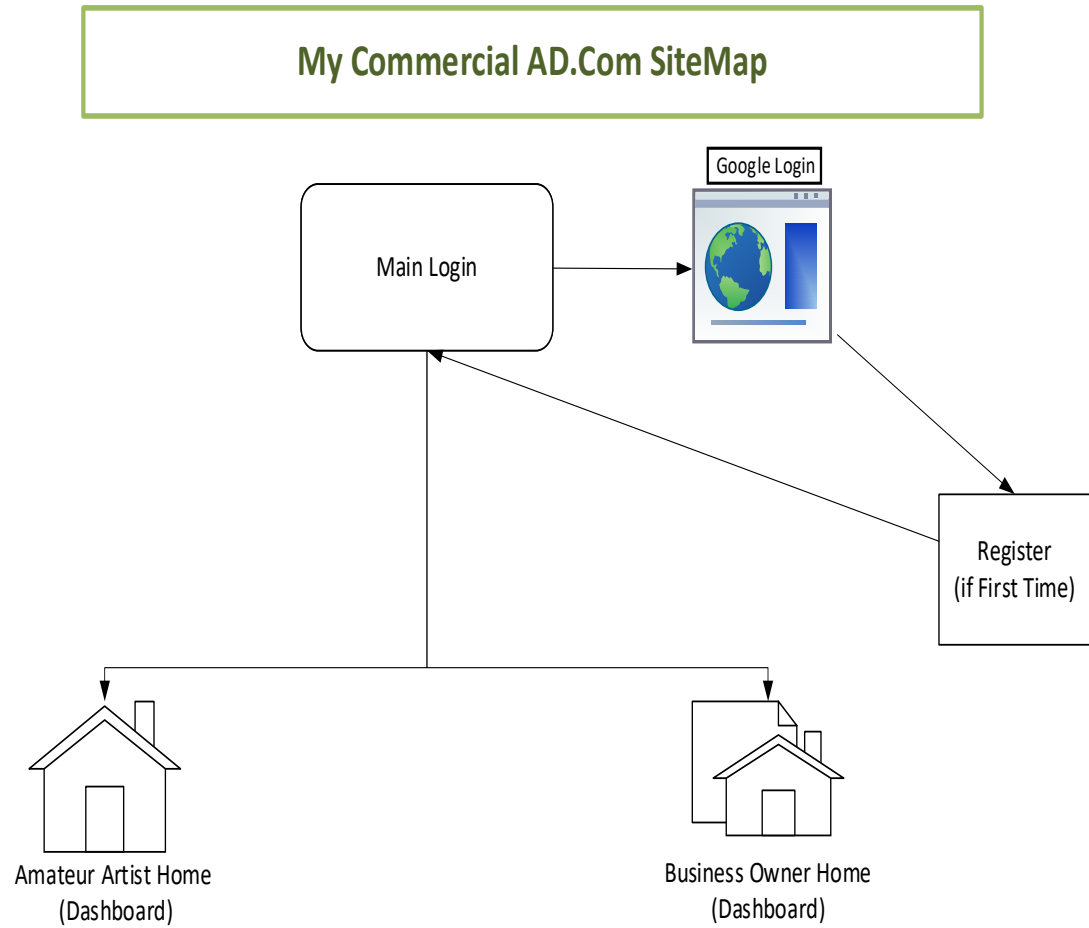 My Commercial AD.Com SiteMap
Google Login
Main Login
Register
(if First Time)
Amateur Artist Home
(Dashboard)
Business Owner Home
(Dashboard)